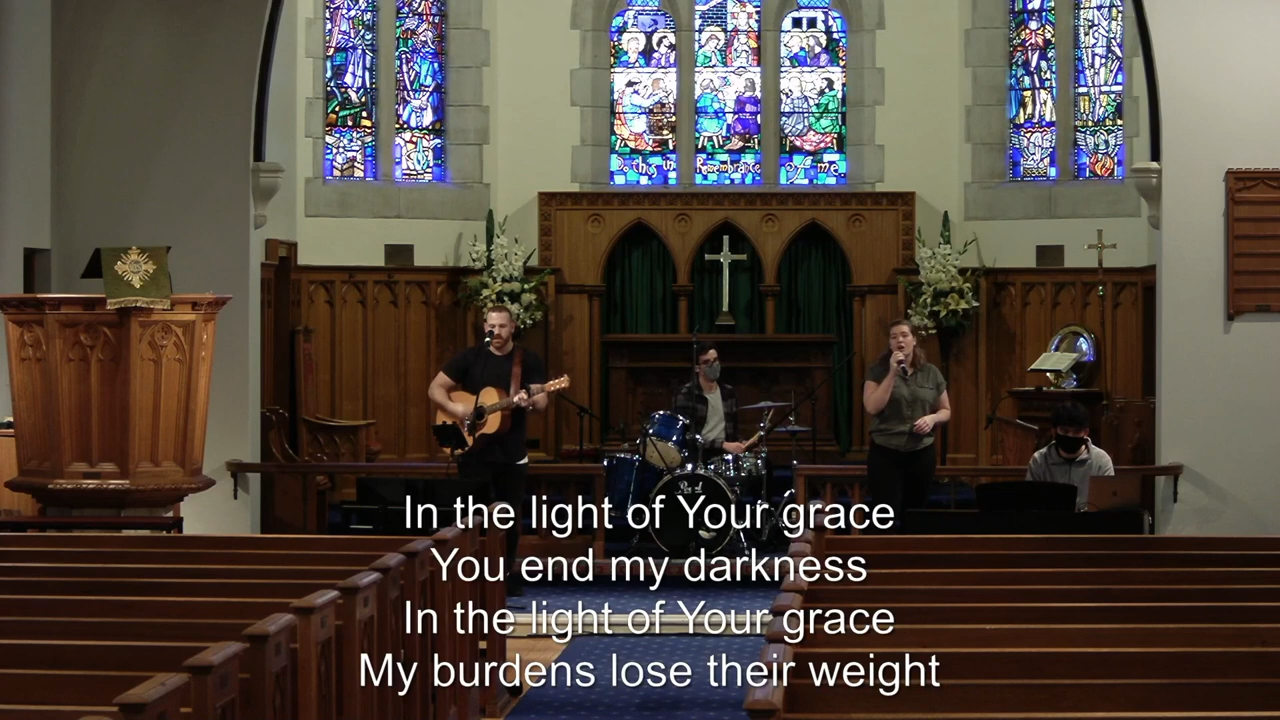 Do this in Remembrance of me
In the light of Your grace
You end my darkness
In the light of Your grace
My burdens lose their weight